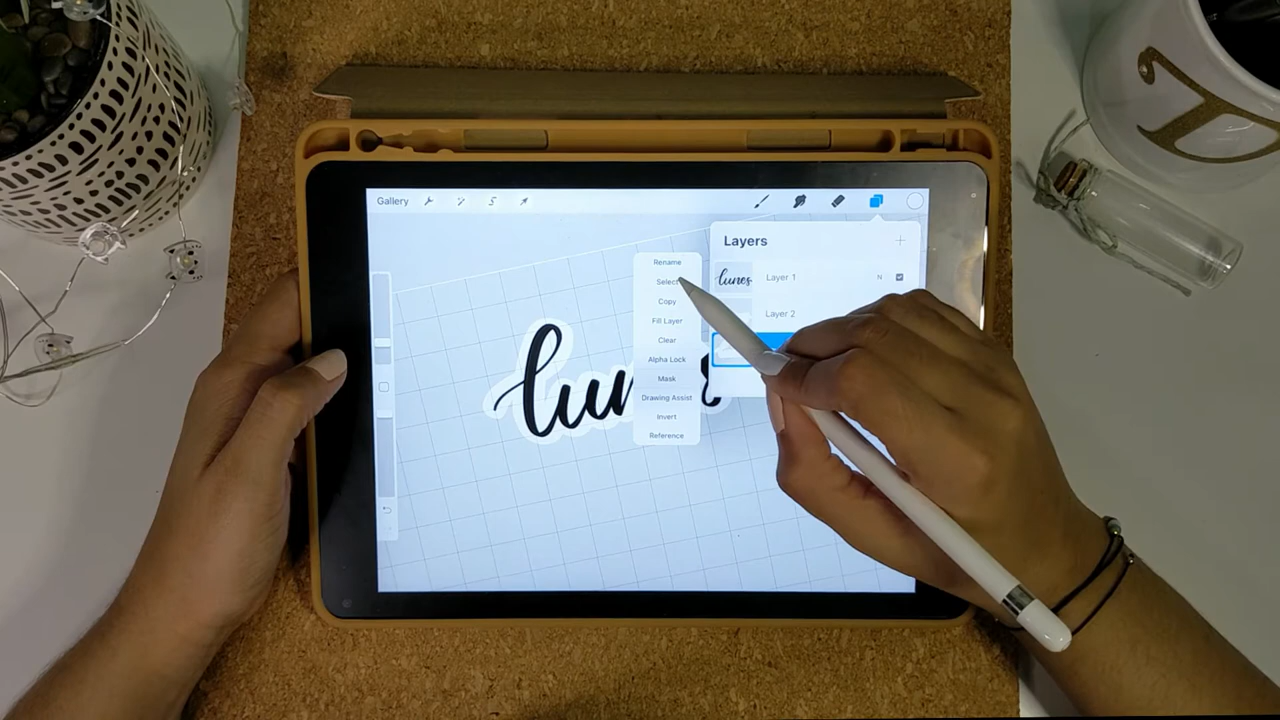 Gallery
Layers
Rename
Select
Copy
Fill Layer
Clear
Alpha Lock
Mask
Drawing Assist
Invert
Reference
lunes
Layer 1
N
Layer 2
lun